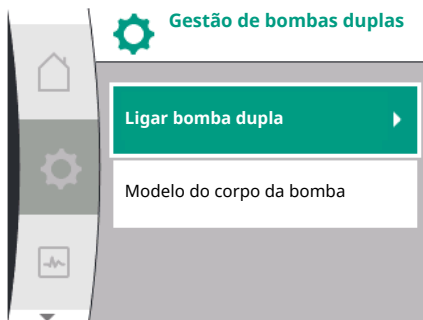 Gestão de bombas duplas
Ligar bomba dupla
Modelo do corpo da bomba